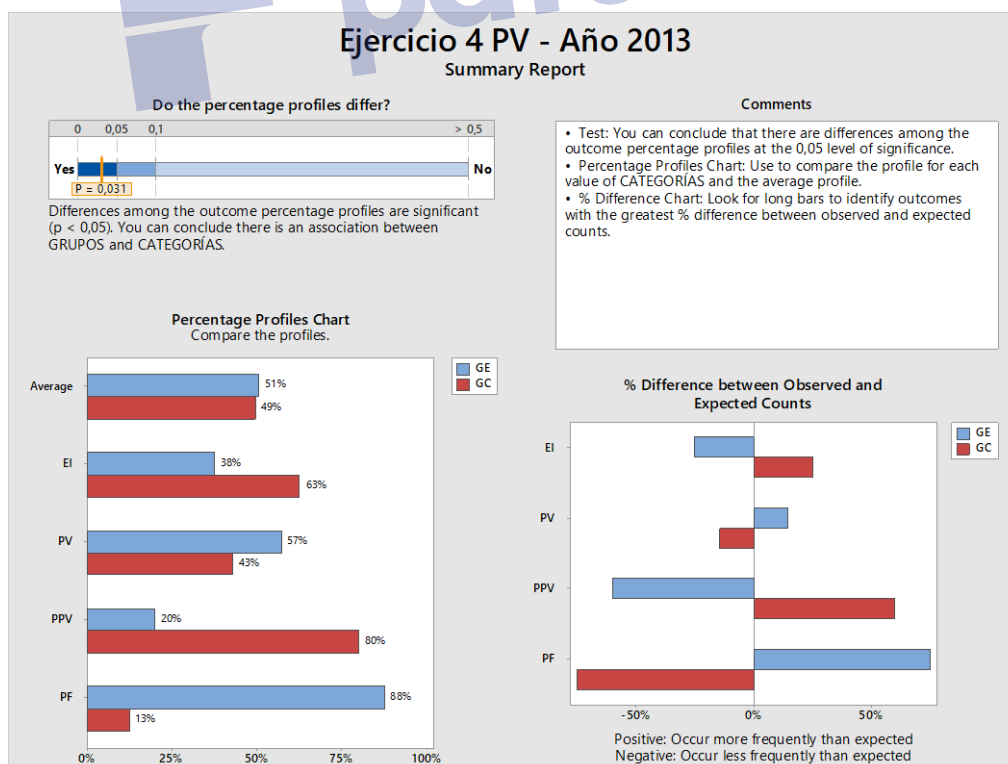 Ejercicio 4 PV - Año 2013
Summary Report
Do the percentage profiles differ?
0 0,05 0,1 > 0,5
Yes No
P = 0,031
Differences among the outcome percentage profiles are significant
(p < 0,05). You can conclude there is an association between
GRUPOS and CATEGORÍAS.
Comments
• Test: You can conclude that there are differences among the
outcome percentage profiles at the 0,05 level of significance.
• Percentage Profiles Chart: Use to compare the profile for each
value of CATEGORÍAS and the average profile.
• % Difference Chart: Look for long bars to identify outcomes
with the greatest % difference between observed and expected
counts.
Percentage Profiles Chart
Compare the profiles.
GE
GC
Average
51%
49%
EI
38%
63%
PV
57%
43%
PPV
20%
80%
PF
88%
13%
0% 25% 50% 75% 100%
% Difference between Observed and
Expected Counts
GE
GC
EI
PV
PPV
PF
-50% 0% 50%
Positive: Occur more frequently than expected
Negative: Occur less frequently than expected